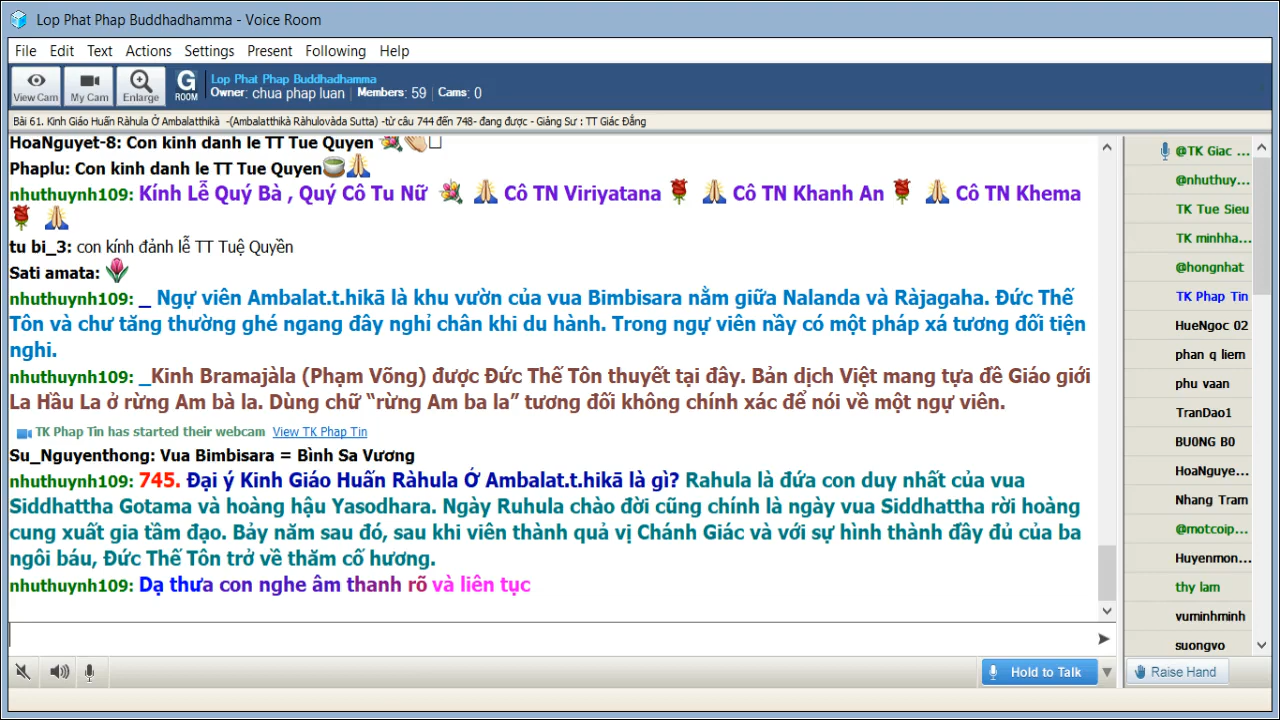 Lop Phat Phap Buddhadhamma - Voice Room
File Edit Text Actions Settings Present Following Help
View Cam My Cam Enlarge G ROOM Lop Phat Phap Buddhadhamma
Owner: chua phap luan | Members: 59 | Cams: 0
Bài 61. Kinh Giáo Huấn Ràhula Ở Ambalatthikà -(Ambalatthikà Ràhulovàda Sutta) -từ câu 744 đến 748- đang được - Giảng Sư : TT Giác Đẳng
HoaNguyet-8: Con kinh danh le TT Tue Quyen
Phaplu: Con kinh danh le TT Tue Quyen
nhuthuynh109: Kính Lễ Quý Bà , Quý Cô Tu Nữ Cô TN Viriyatana Cô TN Khanh An Cô TN Khema
tu bi_3: con kính đảnh lễ TT Tuệ Quyền
Sati amata:
nhuthuynh109: _ Ngự viên Ambalat.t.hikā là khu vườn của vua Bimbisara nằm giữa Nalanda và Ràjagaha. Đức Thế
Tôn và chư tăng thường ghé ngang đây nghỉ chân khi du hành. Trong ngự viên nầy có một pháp xá tương đối tiện
nghi.
nhuthuynh109: _Kinh Bramajàla (Phạm Võng) được Đức Thế Tôn thuyết tại đây. Bản dịch Việt mang tựa đề Giáo giới
La Hầu La ở rừng Am bà la. Dùng chữ “rừng Am ba la” tương đối không chính xác để nói về một ngự viên.
TK Phap Tin has started their webcam View TK Phap Tin
Su_Nguyenthong: Vua Bimbisara = Bình Sa Vương
nhuthuynh109: 745. Đại ý Kinh Giáo Huấn Ràhula Ở Ambalat.t.hikā là gì? Rahula là đứa con duy nhất của vua
Siddhattha Gotama và hoàng hậu Yasodhara. Ngày Ruhula chào đời cũng chính là ngày vua Siddhattha rời hoàng
cung xuất gia tầm đạo. Bảy năm sau đó, sau khi viên thành quả vị Chánh Giác và với sự hình thành đầy đủ của ba
ngôi báu, Đức Thế Tôn trở về thăm cố hương.
nhuthuynh109: Dạ thưa con nghe âm thanh rõ và liên tục
@TK Giac ...
@nhuthuy...
TK Tue Sieu
TK minhha...
@hongnhat
TK Phap Tin
HueNgoc 02
phan q liem
phu vaan
TranDao1
BU0NG B0
HoaNguye...
Nhang Tram
@motcoip...
Huyenmon...
thy lam
vuminhminh
suongvo
Hold to Talk
Raise Hand